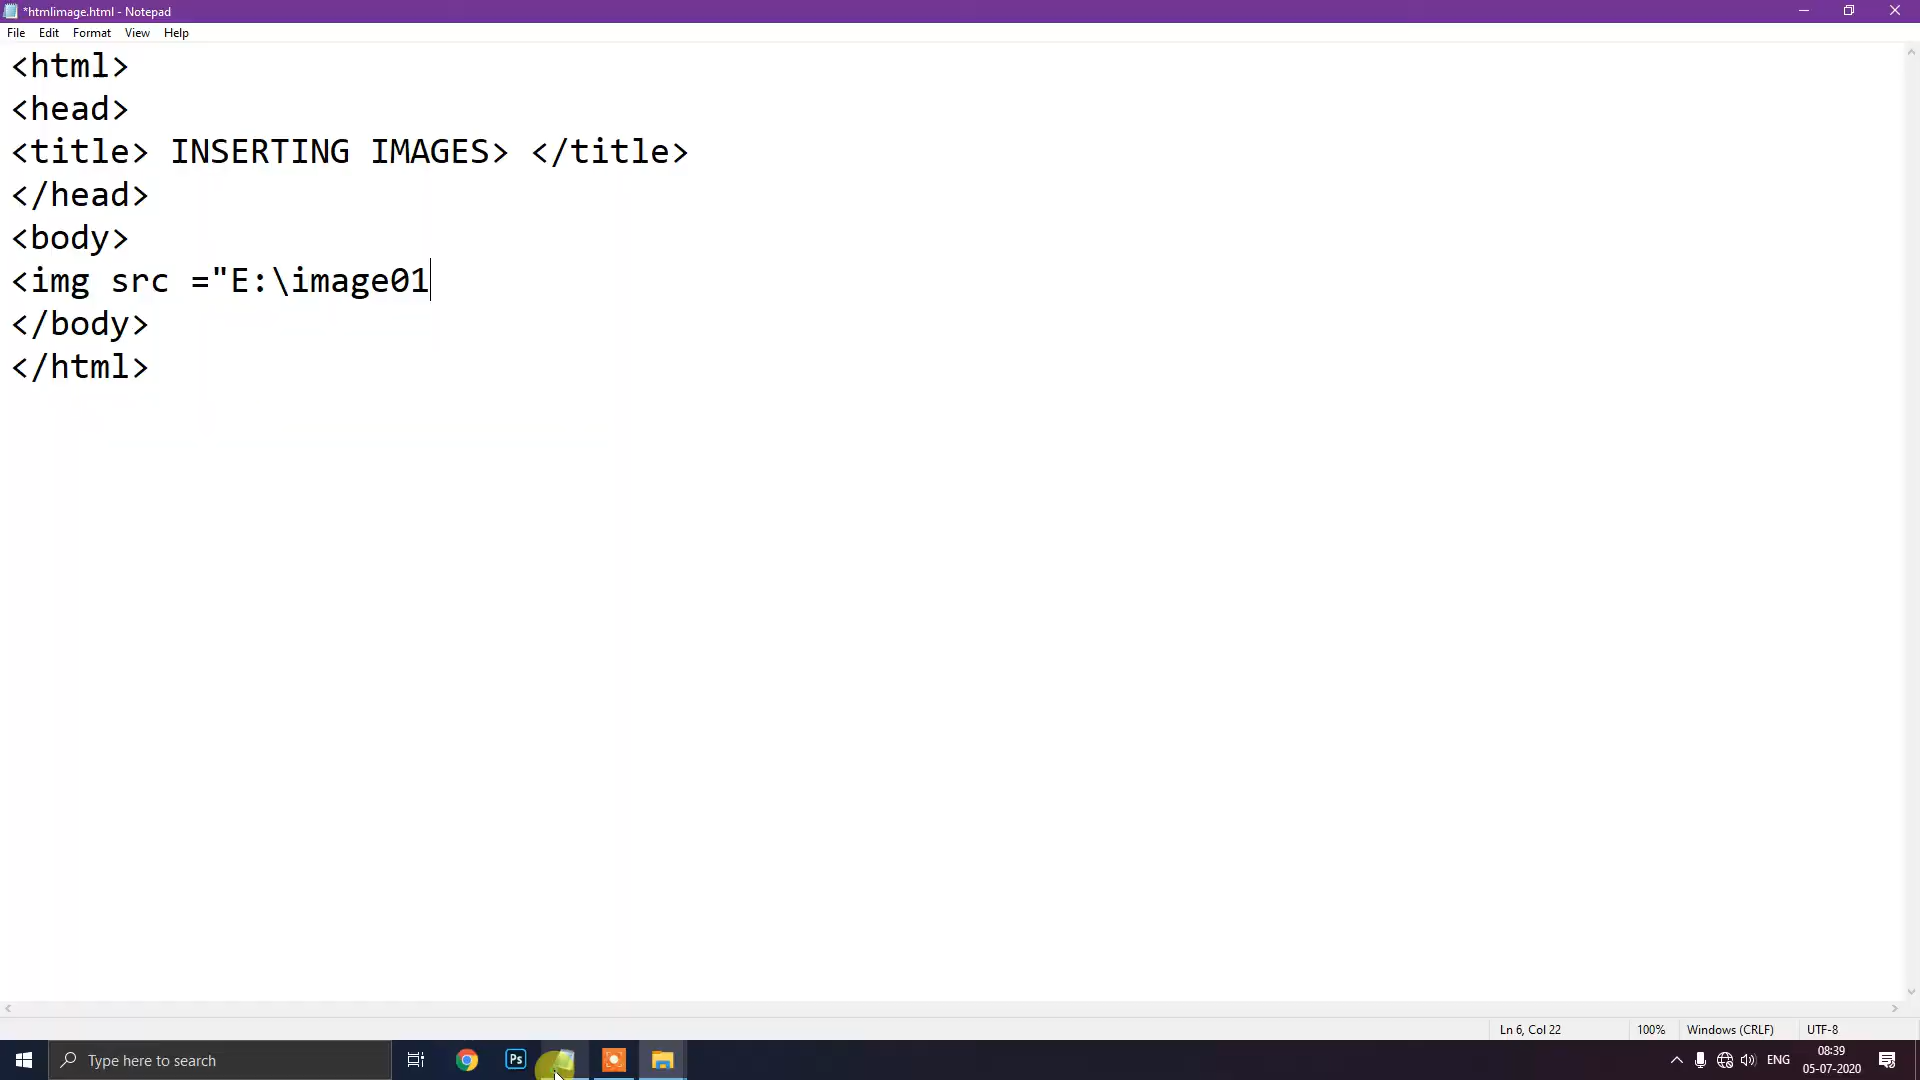 *htmlimage.html - Notepad
File Edit Format View Help
<html>
<head>
<title> INSERTING IMAGES> </title>
</head>
<body>
<img src ="E:\image01
</body>
</html>
Ln 6, Col 22 100% Windows (CRLF) UTF-8
Type here to search Ps ENG 08:39
05-07-2020